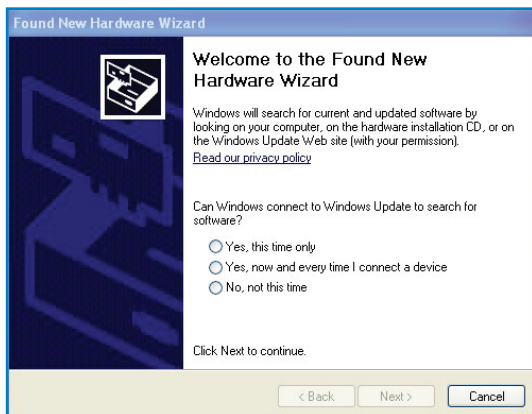 Found New Hardware Wizard
Welcome to the Found New
Hardware Wizard
Windows will search for current and updated software by
looking on your computer, on the hardware installation CD, or on
the Windows Update Web site (with your permission).
Read our privacy policy
Can Windows connect to Windows Update to search for
software?
Yes, this time only
Yes, now and every time I connect a device
No, not this time
Click Next to continue.
< Back
Next >
Cancel